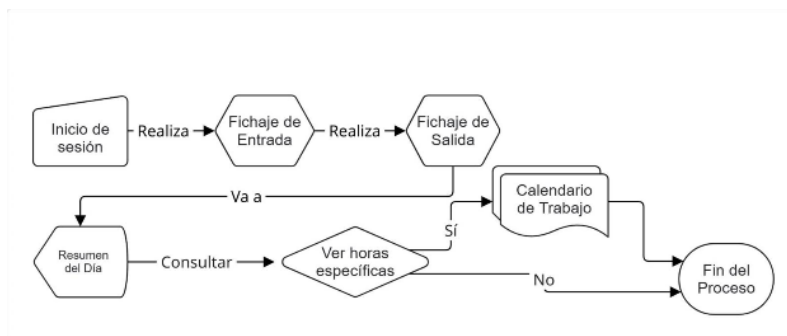 Inicio de
sesión
Realiza
Fichaje de
Entrada
Realiza
Fichaje de
Salida
Va a
Resumen
del Día
Consultar
Ver horas
específicas
Sí
Calendario
de Trabajo
No
Fin del
Proceso